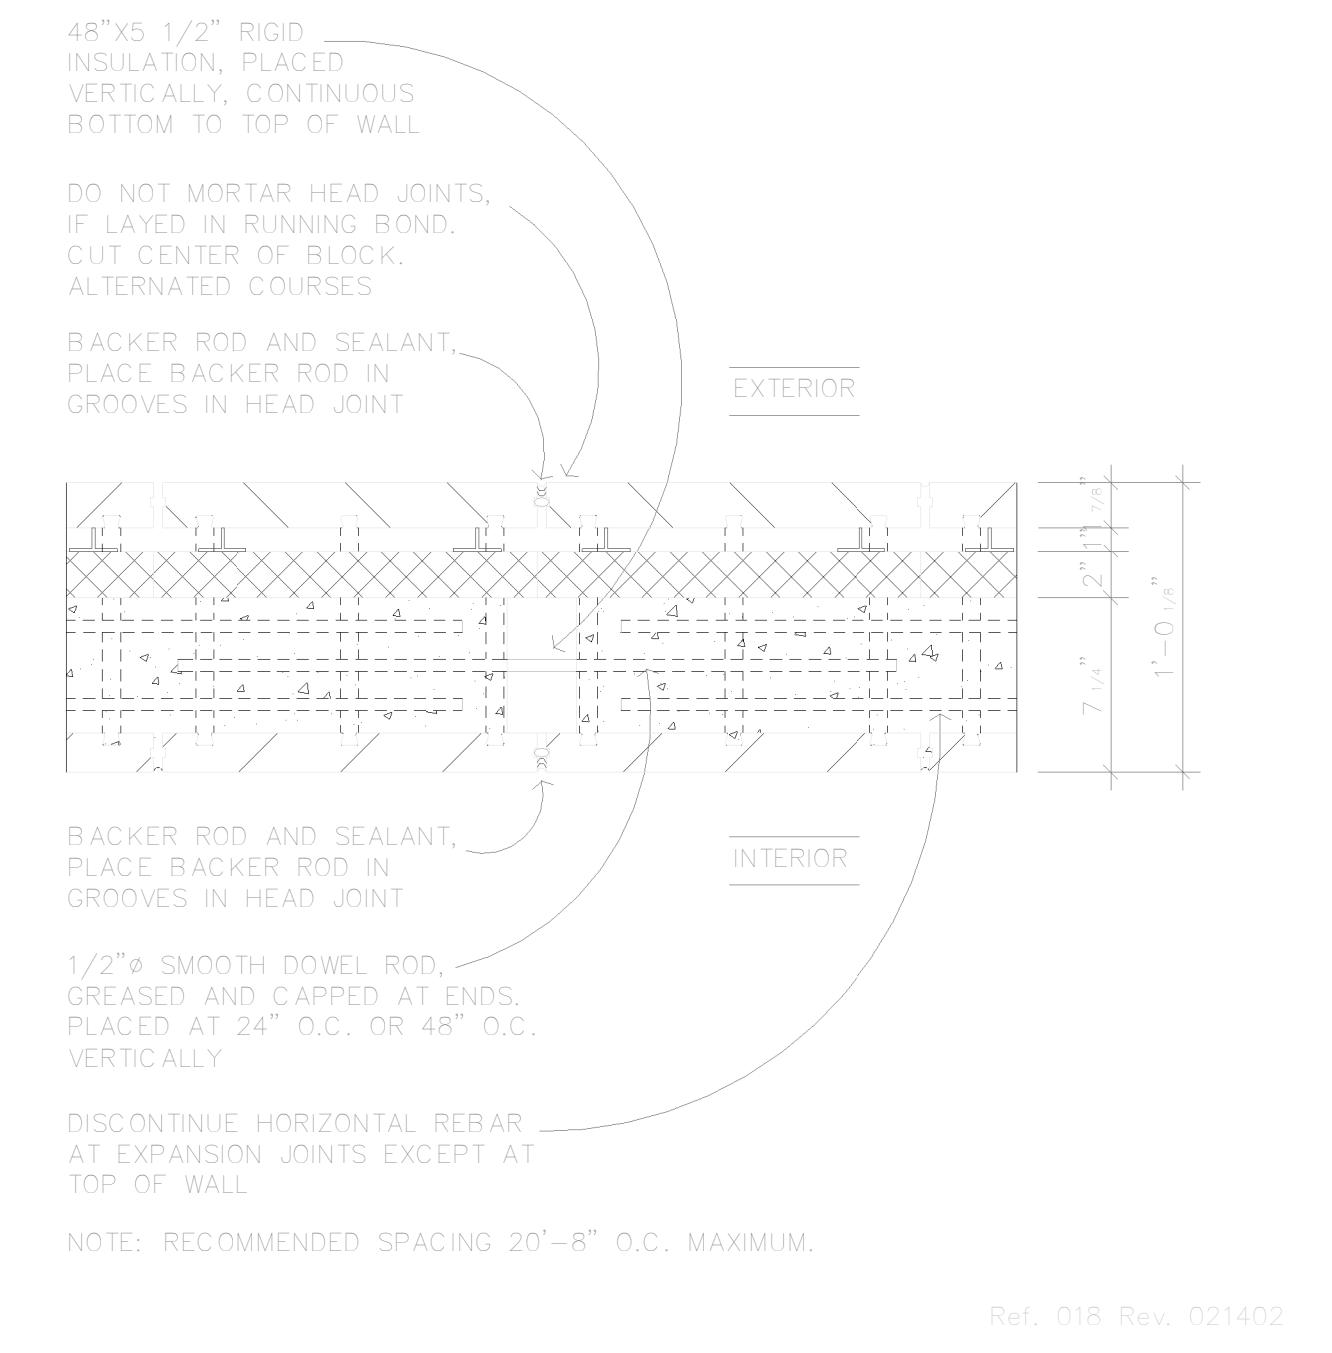 48"X5 1/2" RIGID
INSULATION, PLACED
VERTICALLY, CONTINUOUS
BOTTOM TO TOP OF WALL
DO NOT MORTAR HEAD JOINTS,
IF LAYED IN RUNNING BOND.
CUT CENTER OF BLOCK.
ALTERNATED COURSES
BACKER ROD AND SEALANT,
PLACE BACKER ROD IN
GROOVES IN HEAD JOINT
EXTERIOR
1 7/8"
1"
2"
7 1/4"
1'-0 1/8"
BACKER ROD AND SEALANT,
PLACE BACKER ROD IN
GROOVES IN HEAD JOINT
INTERIOR
1/2"ø SMOOTH DOWEL ROD,
GREASED AND CAPPED AT ENDS.
PLACED AT 24" O.C. OR 48" O.C.
VERTICALLY
DISCONTINUE HORIZONTAL REBAR
AT EXPANSION JOINTS EXCEPT AT
TOP OF WALL
NOTE: RECOMMENDED SPACING 20'-8" O.C. MAXIMUM.
Ref. 018 Rev. 021402